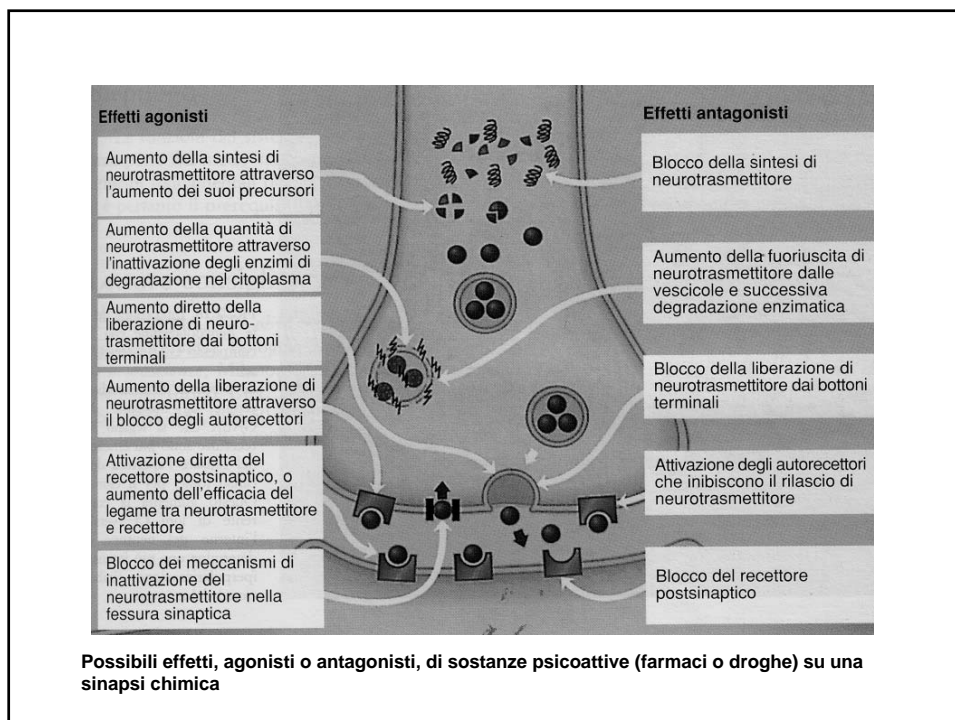 Effetti agonisti
Aumento della sintesi di
neurotrasmettitore attraverso
l'aumento dei suoi precursori
Aumento della quantità di
neurotrasmettitore attraverso
l'inattivazione degli enzimi di
degradazione nel citoplasma
Aumento diretto della
liberazione di neuro-
trasmettitore dai bottoni
terminali
Aumento della liberazione di
neurotrasmettitore attraverso
il blocco degli autorecettori
Attivazione diretta del
recettore postsinaptico, o
aumento dell'efficacia del
legame tra neurotrasmettitore
e recettore
Blocco dei meccanismi di
inattivazione del
neurotrasmettitore nella
fessura sinaptica
Effetti antagonisti
Blocco della sintesi di
neurotrasmettitore
Aumento della fuoriuscita di
neurotrasmettitore dalle
vescicole e successiva
degradazione enzimatica
Blocco della liberazione di
neurotrasmettitore dai bottoni
terminali
Attivazione degli autorecettori
che inibiscono il rilascio di
neurotrasmettitore
Blocco del recettore
postsinaptico
Possibili effetti, agonisti o antagonisti, di sostanze psicoattive (farmaci o droghe) su una
sinapsi chimica